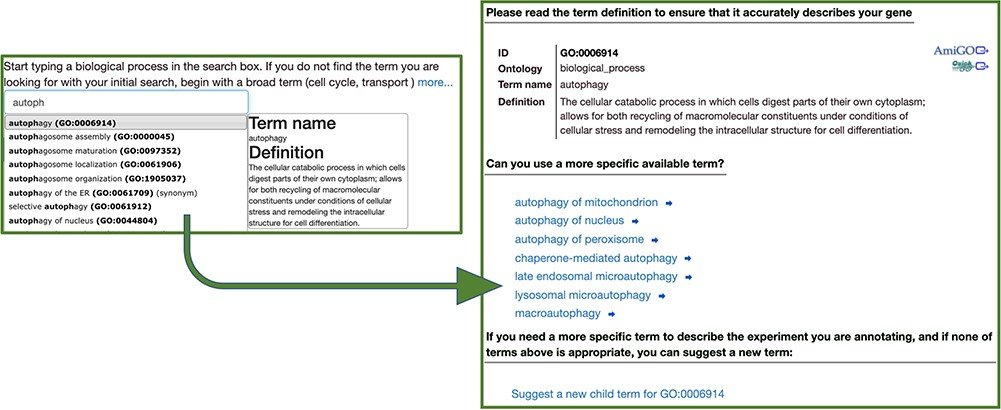 Start typing a biological process in the search box. If you do not find the term you are
looking for with your initial search, begin with a broad term (cell cycle, transport ) more...
autoph
autophagy (GO:0006914)
autophagosome assembly (GO:0000045)
autophagosome maturation (GO:0097352)
autophagosome localization (GO:0061906)
autophagosome organization (GO:1905037)
autophagy of the ER (GO:0061709) (synonym)
selective autophagy (GO:0061912)
autophagy of nucleus (GO:0044804)
Term name
autophagy
Definition
The cellular catabolic process in which cells
digest parts of their own cytoplasm; allows
for both recycling of macromolecular
constituents under conditions of cellular
stress and remodeling the intracellular
structure for cell differentiation.
Please read the term definition to ensure that it accurately describes your gene
ID GO:0006914
Ontology biological_process
Term name autophagy
Definition The cellular catabolic process in which cells digest parts of their own cytoplasm;
allows for both recycling of macromolecular constituents under conditions of
cellular stress and remodeling the intracellular structure for cell differentiation.
AmiGO
Quick GO
Can you use a more specific available term?
autophagy of mitochondrion
autophagy of nucleus
autophagy of peroxisome
chaperone-mediated autophagy
late endosomal microautophagy
lysosomal microautophagy
macroautophagy
If you need a more specific term to describe the experiment you are annotating, and if none of
terms above is appropriate, you can suggest a new term:
Suggest a new child term for GO:0006914